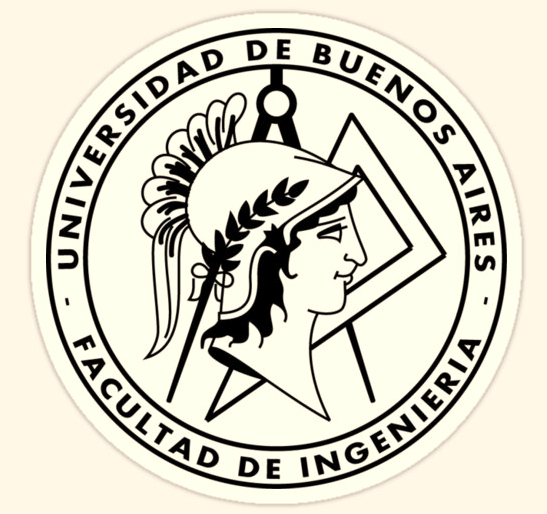 UNIVERSIDAD DE BUENOS AIRES
- FACULTAD DE INGENIERIA -